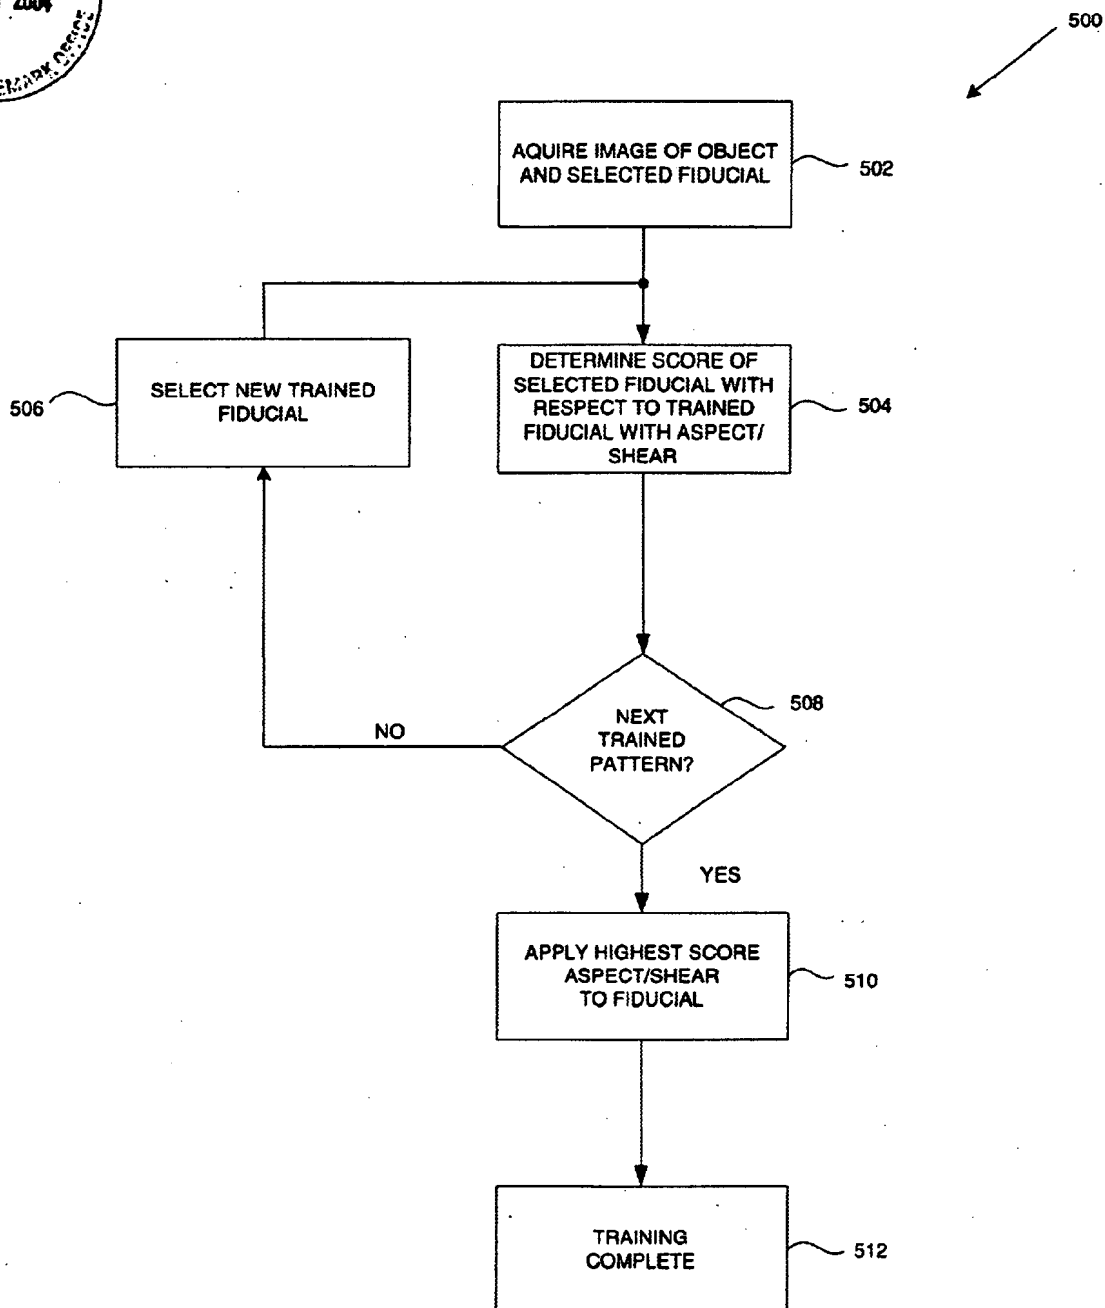 2004
EMARK OFFICE
500
AQUIRE IMAGE OF OBJECT
AND SELECTED FIDUCIAL
502
DETERMINE SCORE OF
SELECTED FIDUCIAL WITH
RESPECT TO TRAINED
FIDUCIAL WITH ASPECT/
SHEAR
504
SELECT NEW TRAINED
FIDUCIAL
506
NEXT
TRAINED
PATTERN?
508
NO
YES
APPLY HIGHEST SCORE
ASPECT/SHEAR
TO FIDUCIAL
510
TRAINING
COMPLETE
512